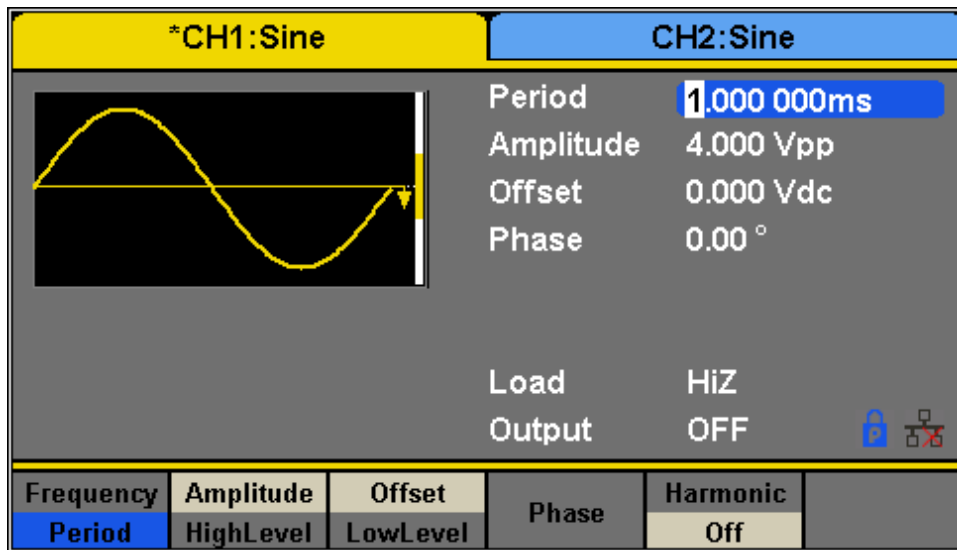 *CH1:Sine
CH2:Sine
Period 1.000 000ms
Amplitude 4.000 Vpp
Offset 0.000 Vdc
Phase 0.00 °
Load HiZ
Output OFF
P
Frequency Amplitude Offset Phase Harmonic
Period HighLevel LowLevel Off